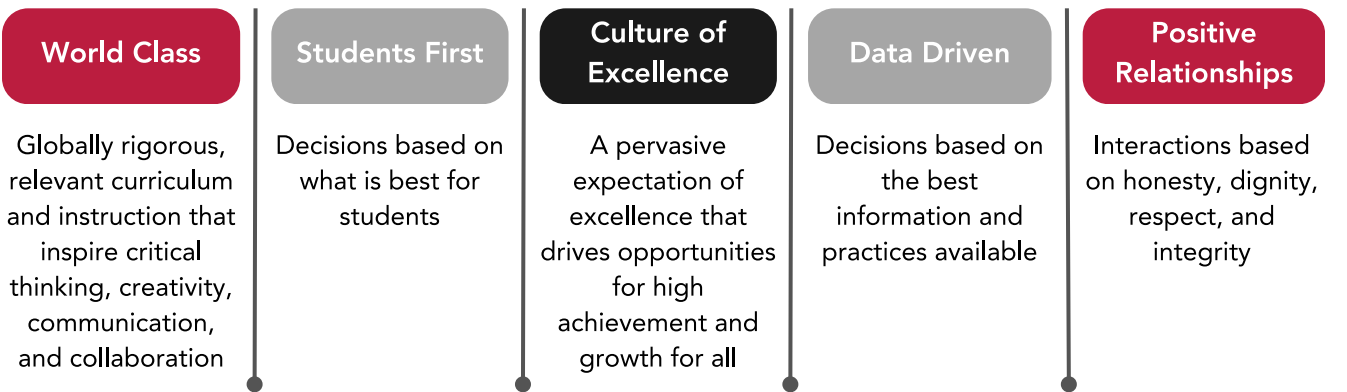 World Class
Globally rigorous,
relevant curriculum
and instruction that
inspire critical
thinking, creativity,
communication,
and collaboration
Students First
Decisions based on
what is best for
students
Culture of
Excellence
A pervasive
expectation of
excellence that
drives opportunities
for high
achievement and
growth for all
Data Driven
Decisions based on
the best
information and
practices available
Positive
Relationships
Interactions based
on honesty, dignity,
respect, and
integrity